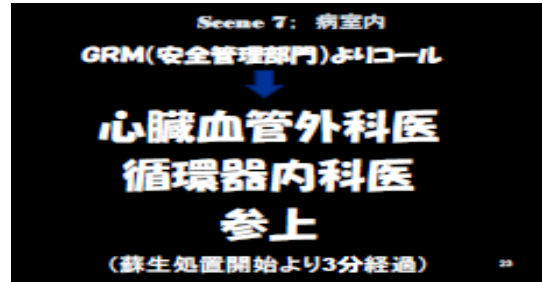 Scene 7: 病室内
GRM(安全管理部門)よりコール
心臓血管外科医
循環器内科医
参上
(蘇生処置開始より3分経過)